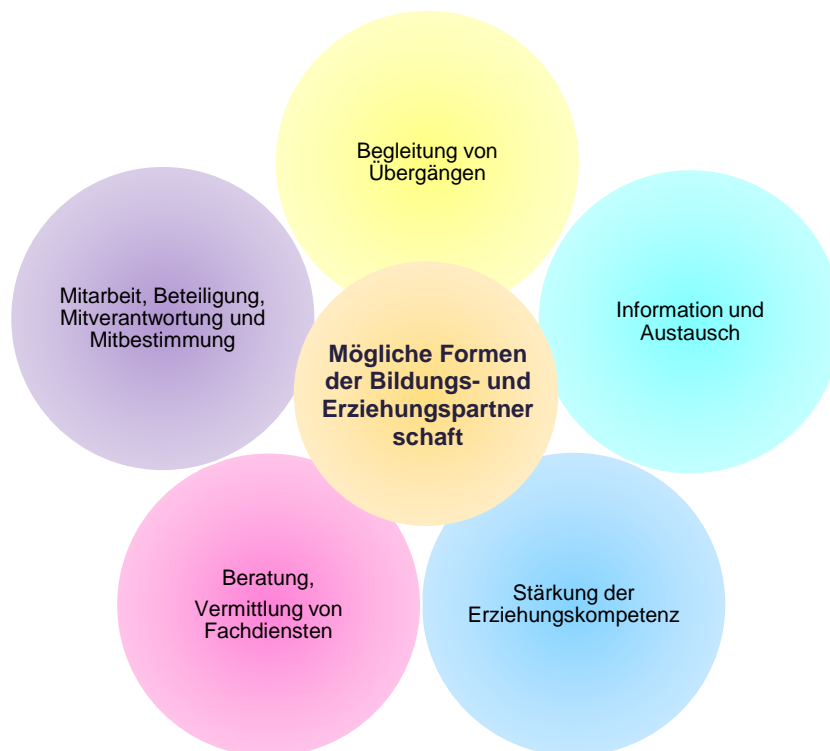 Begleitung von
Übergängen
Information und
Austausch
Stärkung der
Erziehungskompetenz
Beratung,
Vermittlung von
Fachdiensten
Mitarbeit, Beteiligung,
Mitverantwortung und
Mitbestimmung
Mögliche Formen
der Bildungs- und
Erziehungspartner
schaft